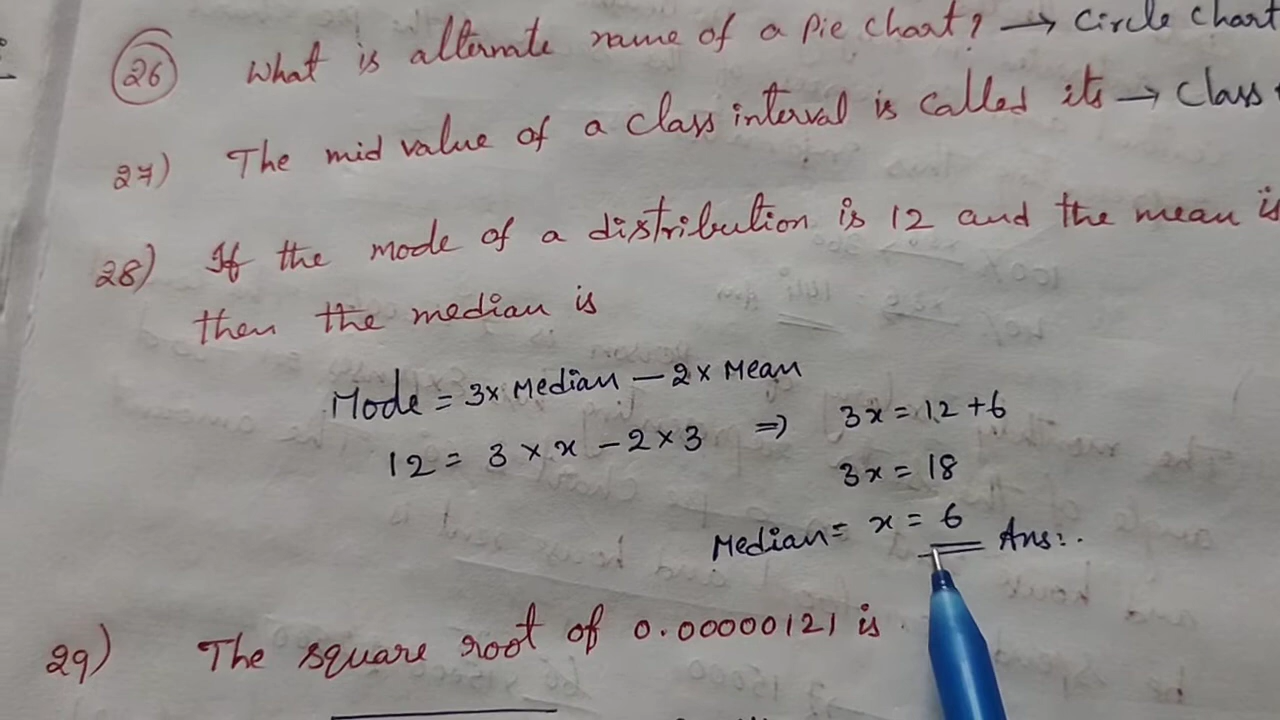 26 What is alternate name of a Pie chart? → Circle Chart
27) The mid value of a class interval is called its → Class
28) If the mode of a distribution is 12 and the mean is
then the median is
Mode = 3x Median - 2x Mean
12 = 3 × x - 2 × 3 ⇒ 3x = 12 + 6
3x = 18
Median = x = 6 Ans:.
29) The square root of 0.00000121 is